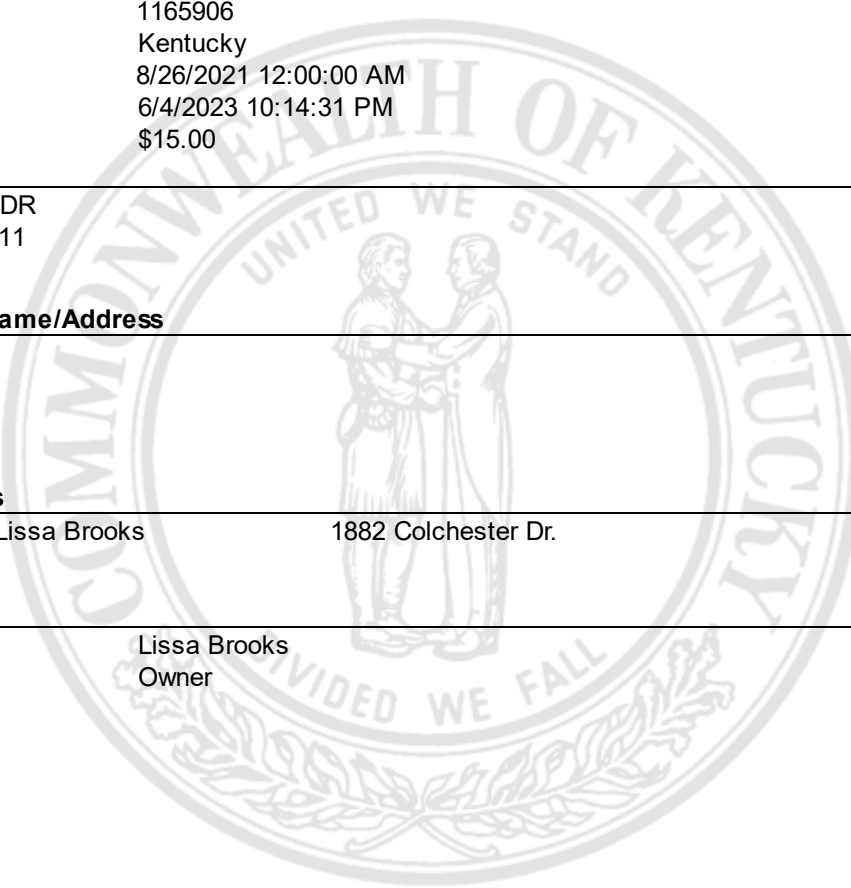 1165906
Kentucky
8/26/2021 12:00:00 AM
6/4/2023 10:14:31 PM
$15.00
DR
11
ame/Address
s
Lissa Brooks 1882 Colchester Dr.
Lissa Brooks
Owner
COMMONWEALTH OF KENTUCKY
UNITED WE STAND
DIVIDED WE FALL